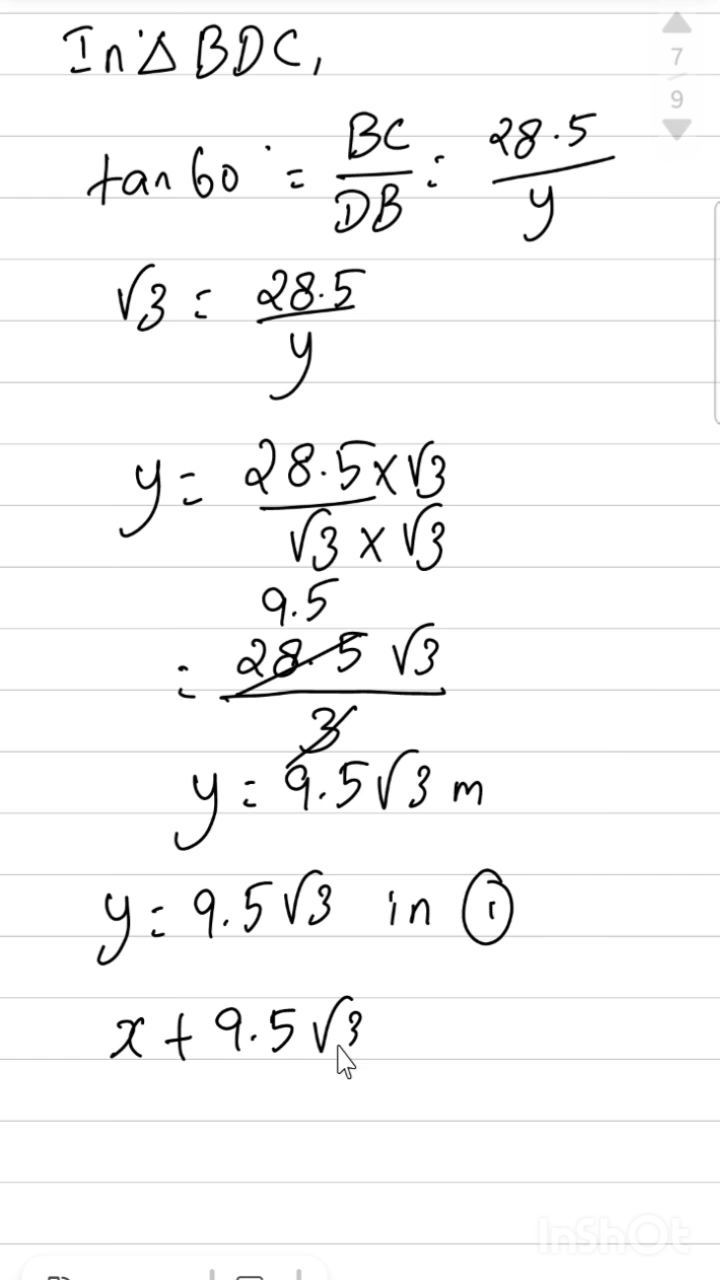 In Δ BDC,
7
9
tan 60° = BC/DB = 28.5/y
√3 = 28.5/y
y = 28.5 × √3 / √3 × √3
9.5
= 28.5 √3 / 3
y = 9.5√3 m
y = 9.5√3 in ①
x + 9.5√3
InShOt